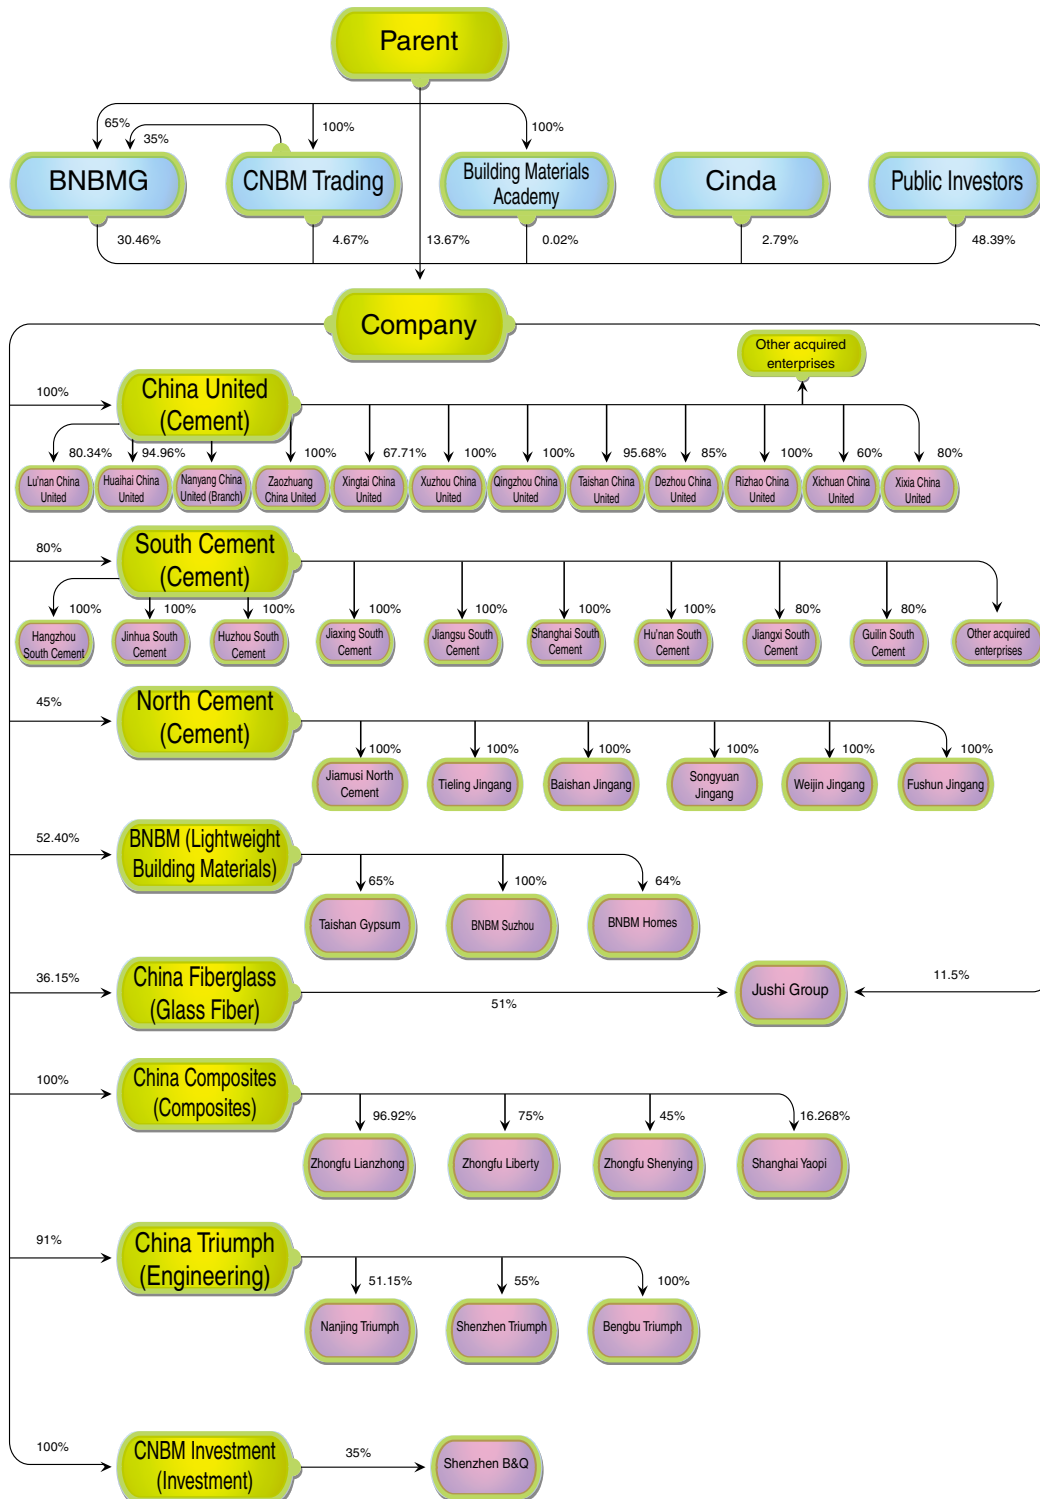 Parent
65%
35%
100%
100%
BNBMG
CNBM Trading
Building Materials
Academy
Cinda
Public Investors
30.46%
4.67%
13.67%
0.02%
2.79%
48.39%
Company
Other acquired
enterprises
100%
China United
(Cement)
80.34%
94.96%
100%
67.71%
100%
100%
95.68%
85%
100%
60%
80%
Lu'nan China
United
Huaihai China
United
Nanyang China
United (Branch)
Zaozhuang
China United
Xingtai China
United
Xuzhou China
United
Qingzhou China
United
Taishan China
United
Dezhou China
United
Rizhao China
United
Xichuan China
United
Xixia China
United
80%
South Cement
(Cement)
100%
100%
100%
100%
100%
100%
100%
80%
80%
Hangzhou
South Cement
Jinhua South
Cement
Huzhou South
Cement
Jiaxing South
Cement
Jiangsu South
Cement
Shanghai South
Cement
Hu'nan South
Cement
Jiangxi South
Cement
Guilin South
Cement
Other acquired
enterprises
45%
North Cement
(Cement)
100%
100%
100%
100%
100%
100%
Jiamusi North
Cement
Tieling Jingang
Baishan Jingang
Songyuan
Jingang
Weijin Jingang
Fushun Jingang
52.40%
BNBM (Lightweight
Building Materials)
65%
100%
64%
Taishan Gypsum
BNBM Suzhou
BNBM Homes
36.15%
China Fiberglass
(Glass Fiber)
51%
Jushi Group
11.5%
100%
China Composites
(Composites)
96.92%
75%
45%
16.268%
Zhongfu Lianzhong
Zhongfu Liberty
Zhongfu Shenying
Shanghai Yaopi
91%
China Triumph
(Engineering)
51.15%
55%
100%
Nanjing Triumph
Shenzhen Triumph
Bengbu Triumph
100%
CNBM Investment
(Investment)
35%
Shenzhen B&Q